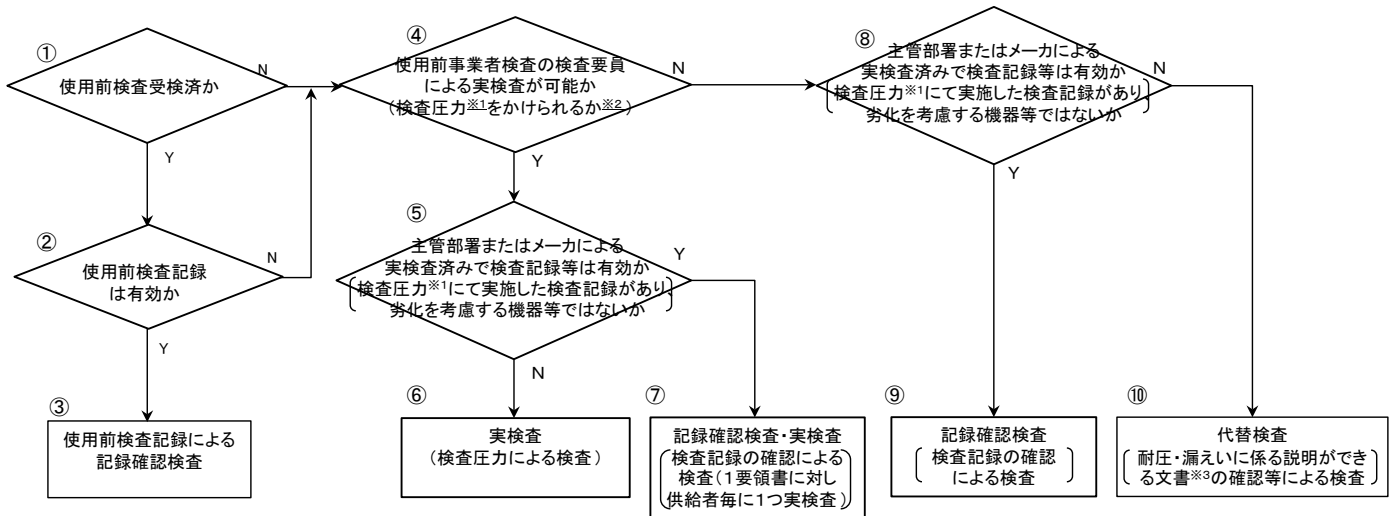 ①
使用前検査受検済か
N
Y
②
使用前検査記録
は有効か
N
Y
③
使用前検査記録による
記録確認検査
④
使用前事業者検査の検査要員
による実検査が可能か
(検査圧力※1をかけられるか※2)
N
Y
⑤
主管部署またはメーカによる
実検査済みで検査記録等は有効か
検査圧力※1にて実施した検査記録があり、
劣化を考慮する機器等ではないか
Y
N
⑥
実検査
(検査圧力による検査)
⑦
記録確認検査・実検査
検査記録の確認による
検査(1要領書に対し
供給者毎に1つ実検査)
⑧
主管部署またはメーカによる
実検査済みで検査記録等は有効か
検査圧力※1にて実施した検査記録があり、
劣化を考慮する機器等ではないか
N
Y
⑨
記録確認検査
検査記録の確認
による検査
⑩
代替検査
耐圧・漏えいに係る説明ができ
る文書※3の確認等による検査